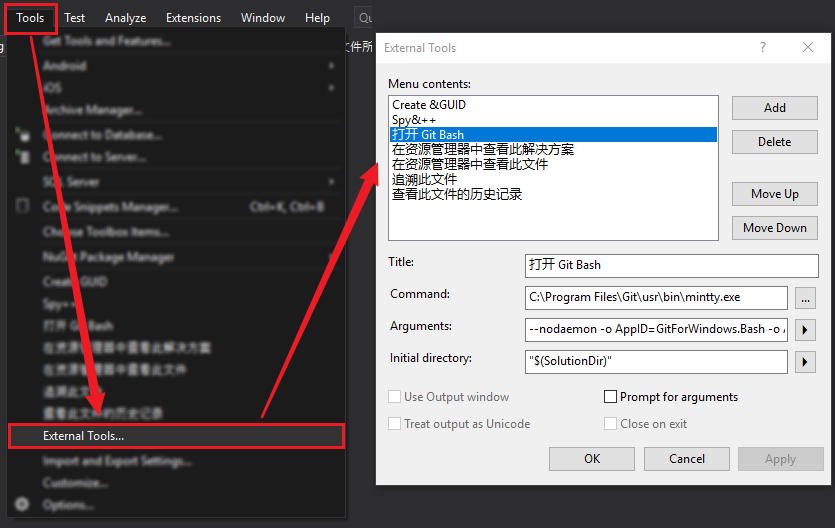 Tools Test Analyze Extensions Window Help Qu
Get Tools and Features...
Android
iOS
Archive Manager...
Connect to Database...
Connect to Server...
SQL Server
Code Snippets Manager... Ctrl+K, Ctrl+B
Choose Toolbox Items...
NuGet Package Manager
Create GUID
Spy++
打开 Git Bash
在资源管理器中查看此解决方案
在资源管理器中查看此文件
追溯此文件
查看此文件的历史记录
External Tools...
Import and Export Settings...
Customize...
Options...
文件所
External Tools
Menu contents:
Create &GUID
Spy&++
打开 Git Bash
在资源管理器中查看此解决方案
在资源管理器中查看此文件
追溯此文件
查看此文件的历史记录
Add
Delete
Move Up
Move Down
Title: 打开 Git Bash
Command: C:\Program Files\Git\usr\bin\mintty.exe ...
Arguments: --nodaemon -o AppID=GitForWindows.Bash -o
Initial directory: "$(SolutionDir)"
Use Output window Prompt for arguments
Treat output as Unicode Close on exit
OK Cancel Apply